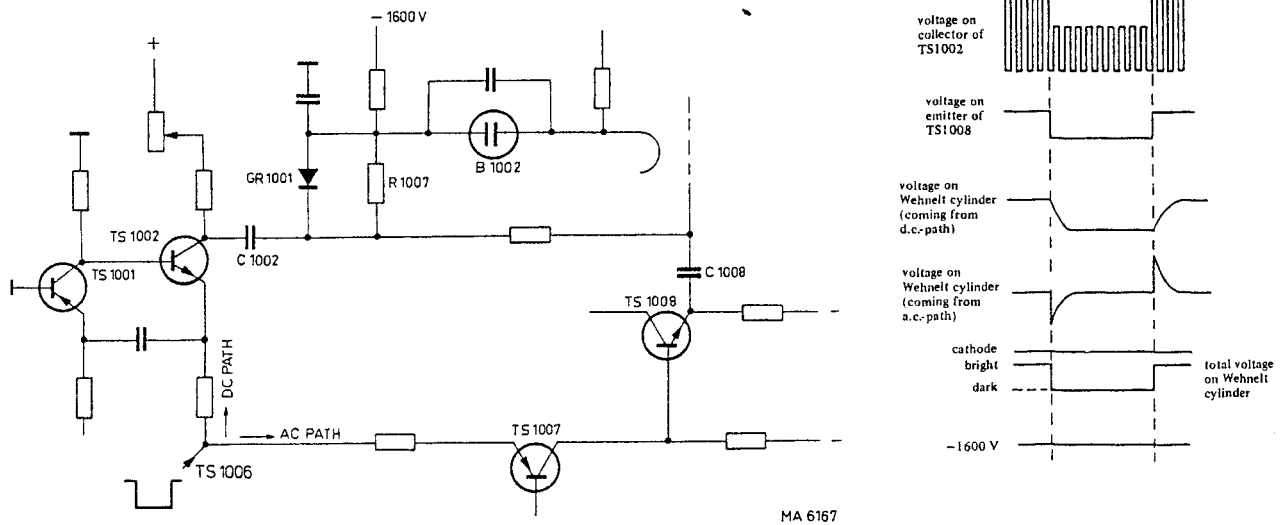 − 1600 V
+
GR 1001
R 1007
B 1002
TS 1002
C 1002
TS 1001
C 1008
TS 1008
DC PATH
AC PATH
TS 1007
TS 1006
MA 6167
voltage on
collector of
TS1002
voltage on
emitter of
TS1008
voltage on
Wehnelt cylinder
(coming from
d.c.-path)
voltage on
Wehnelt cylinder
(coming from
a.c.-path)
cathode
bright
dark
total voltage
on Wehnelt
cylinder
−1600 V